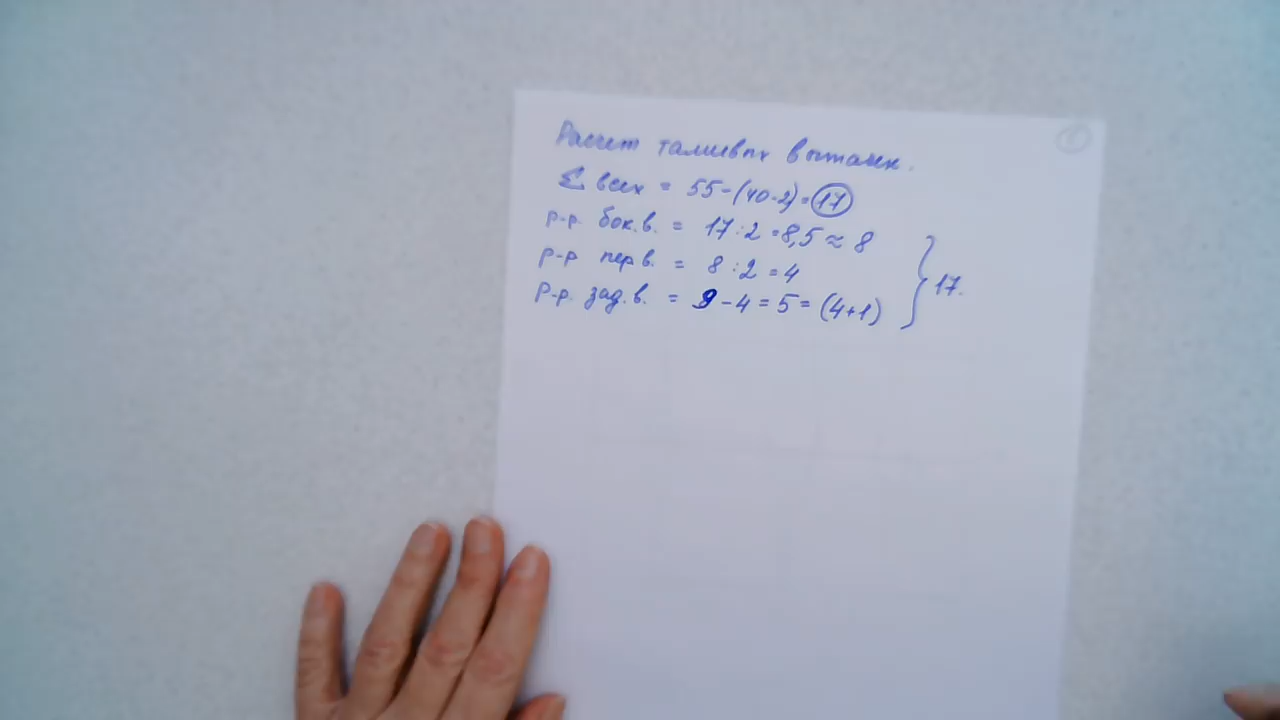 Расчет талиевых вытачек.
Σ всех = 55-(40-2)=17
р-р. бок.в. = 17:2=8,5≈8
р-р пер в. = 8:2=4
р-р. зад.в. = 9-4=5=(4+1)
17.